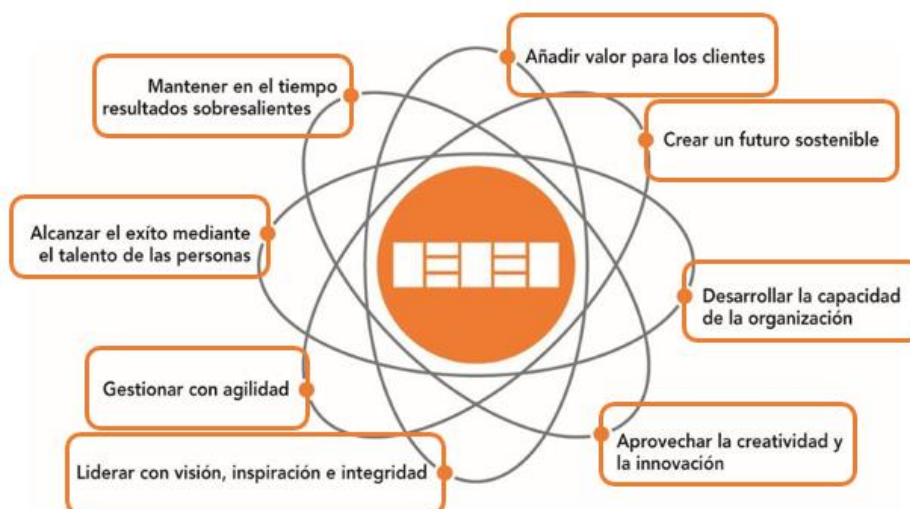 Añadir valor para los clientes
Mantener en el tiempo
resultados sobresalientes
Crear un futuro sostenible
Alcanzar el exíto mediante
el talento de las personas
Desarrollar la capacidad
de la organización
Gestionar con agilidad
Aprovechar la creatividad y
la innovación
Liderar con visión, inspiración e integridad